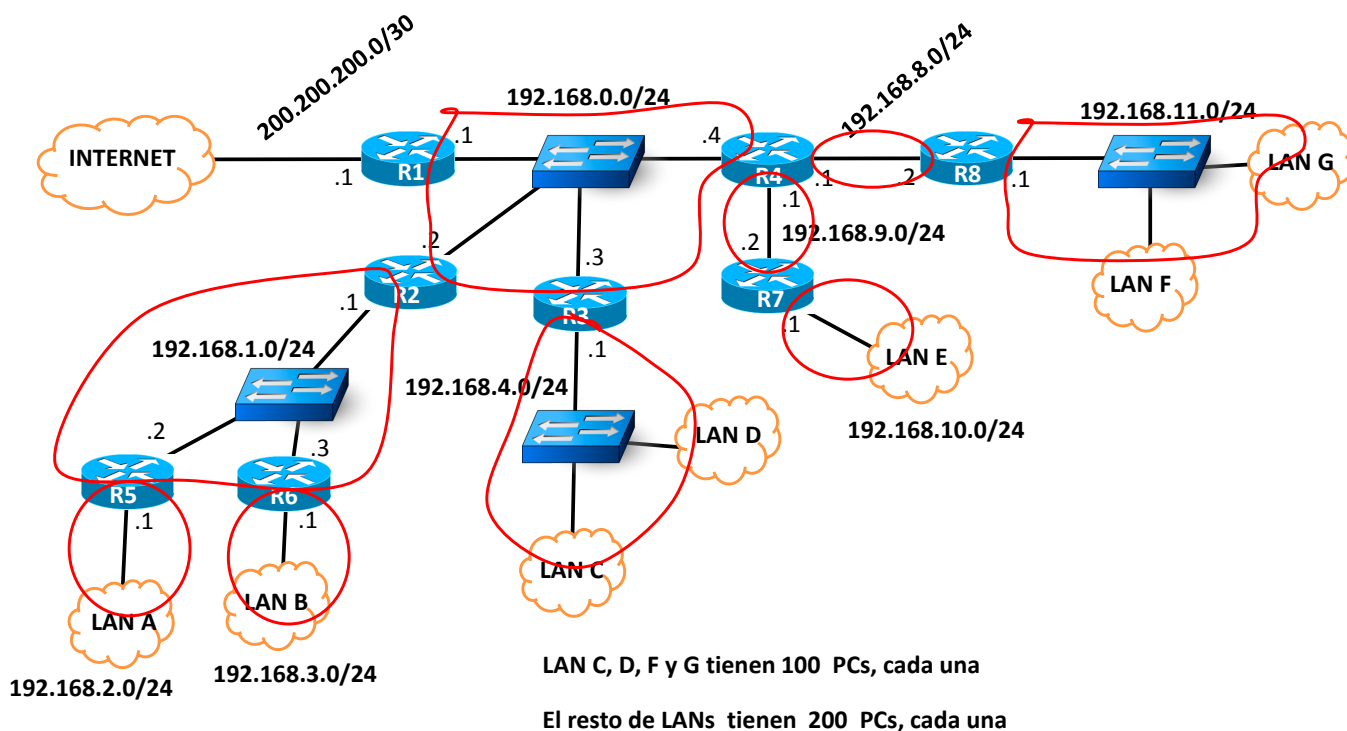 200.200.200.0/30
192.168.0.0/24
192.168.8.0/24
192.168.11.0/24
INTERNET
.1
R1
.1
.4
R4
.1
.2
R8
.1
LAN G
.1
.2
192.168.9.0/24
.2
.3
LAN F
R2
R3
R7
.1
.1
.1
LAN E
192.168.1.0/24
192.168.4.0/24
192.168.10.0/24
LAN D
.2
.3
R5
R6
.1
.1
LAN C
LAN A
LAN B
192.168.2.0/24
192.168.3.0/24
LAN C, D, F y G tienen 100 PCs, cada una
El resto de LANs tienen 200 PCs, cada una